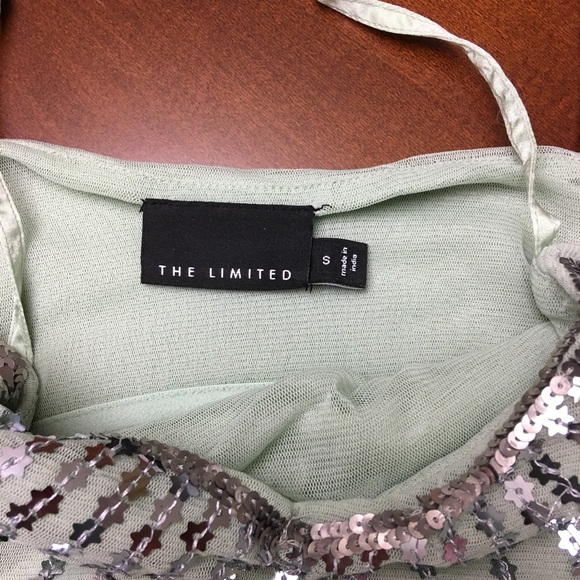 THE LIMITED
S
made in
india